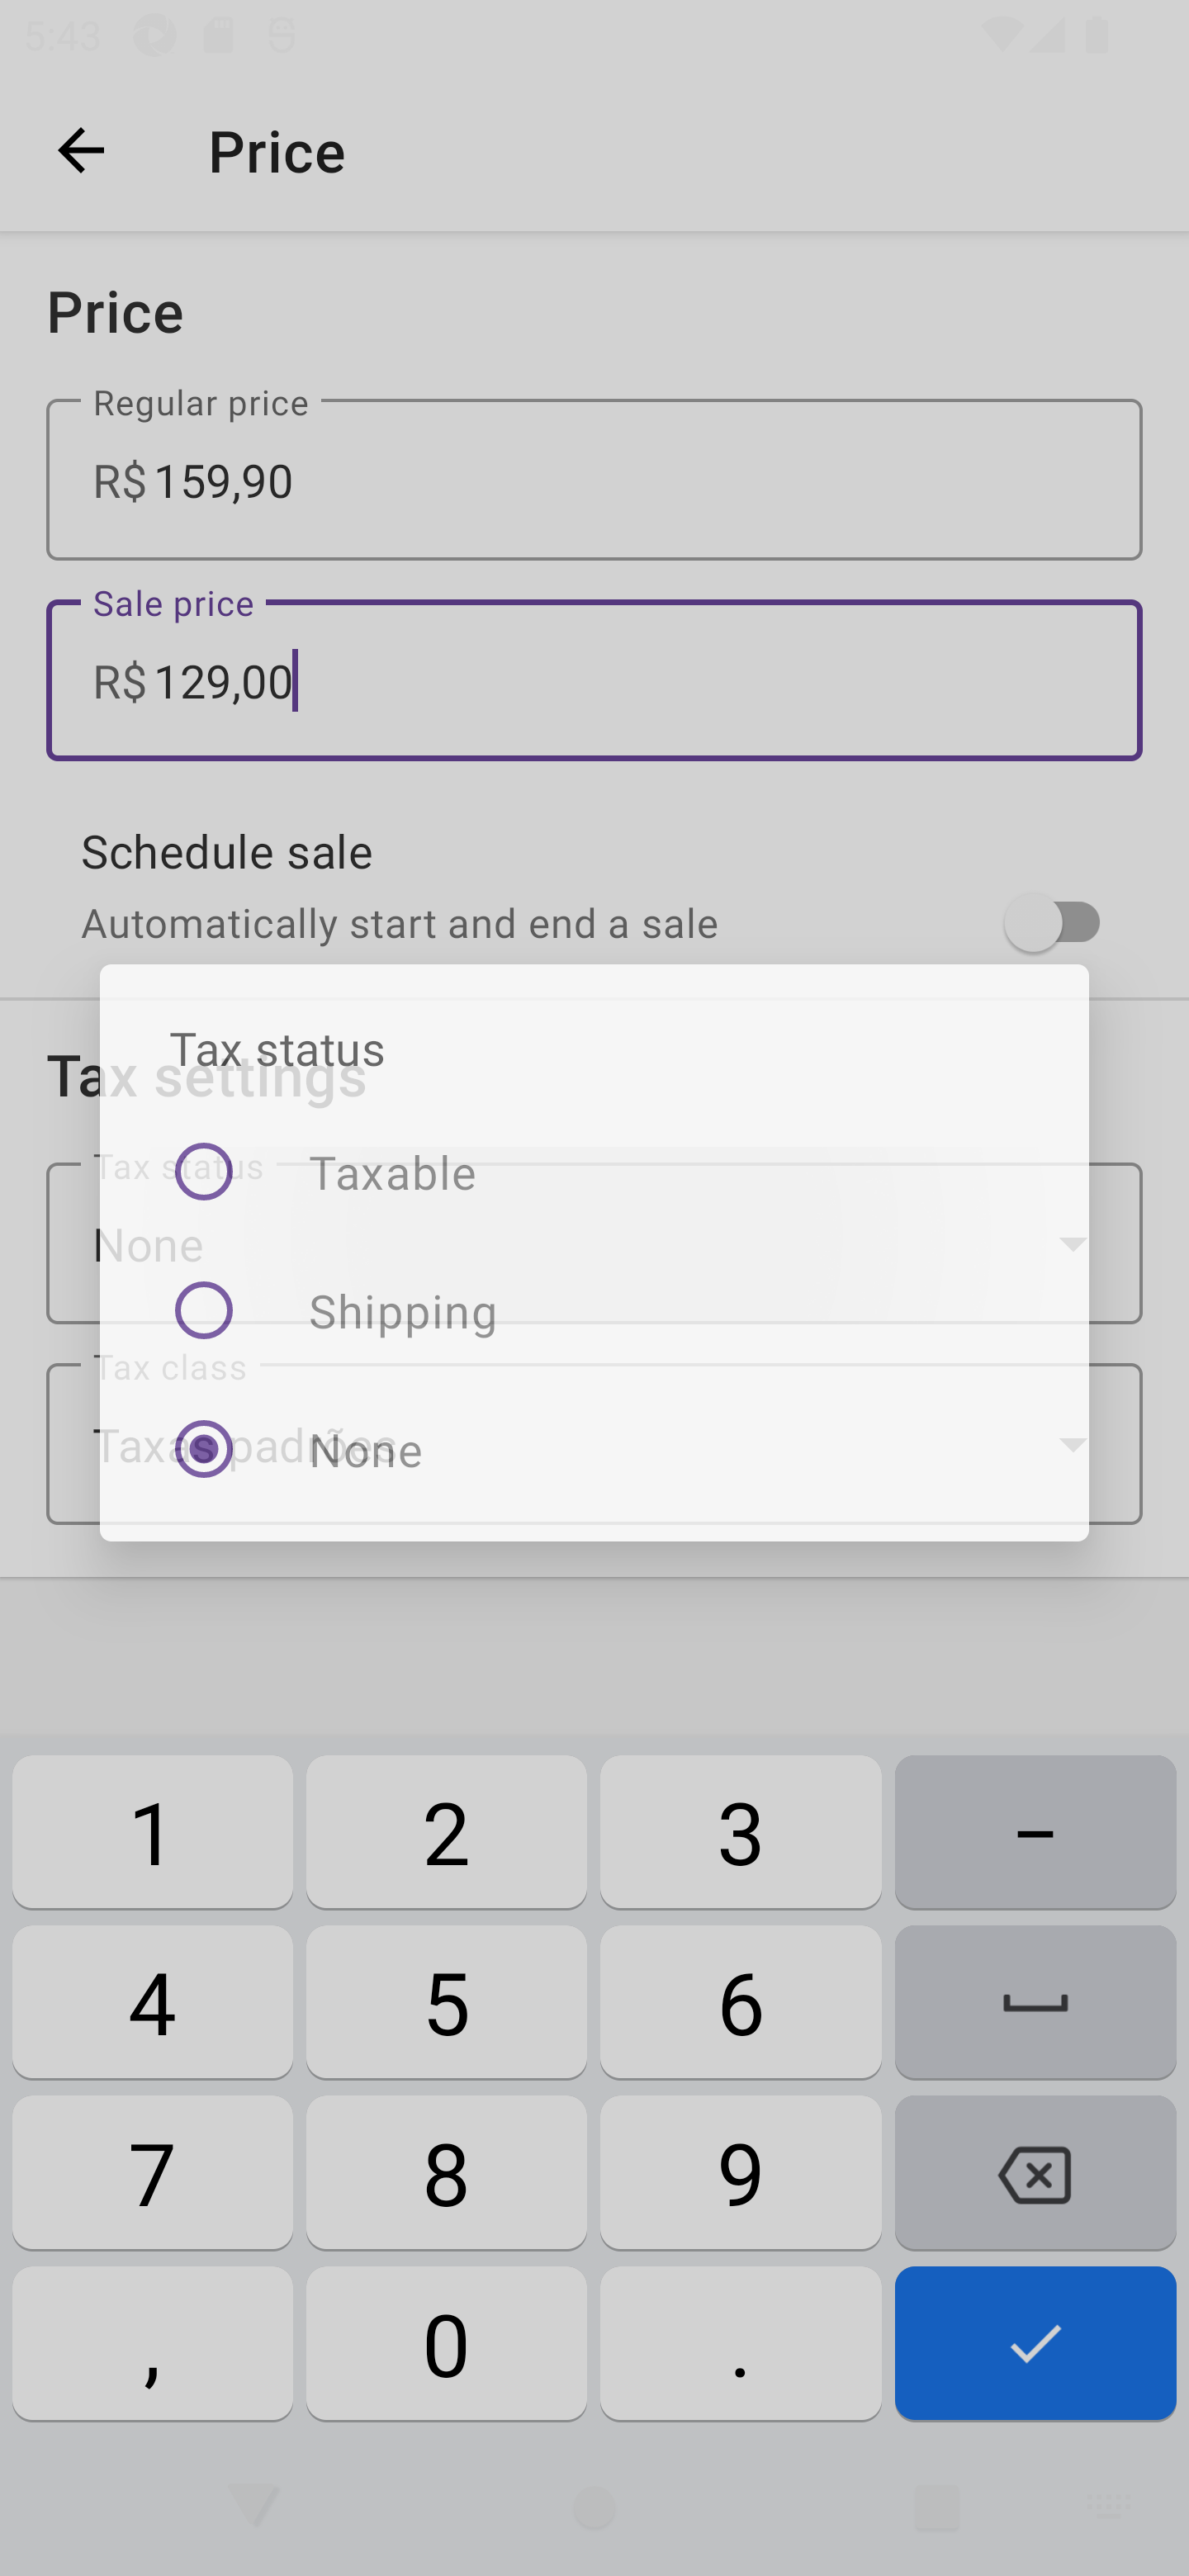 5:43
Price
Price
Regular price
R$ 159,90
Sale price
R$ 129,00
Schedule sale
Automatically start and end a sale
Tax status
Tax settings
Taxable
Tax status
None
Shipping
Tax class
Taxas padrões
None
1 2 3 –
4 5 6
7 8 9
, 0 .